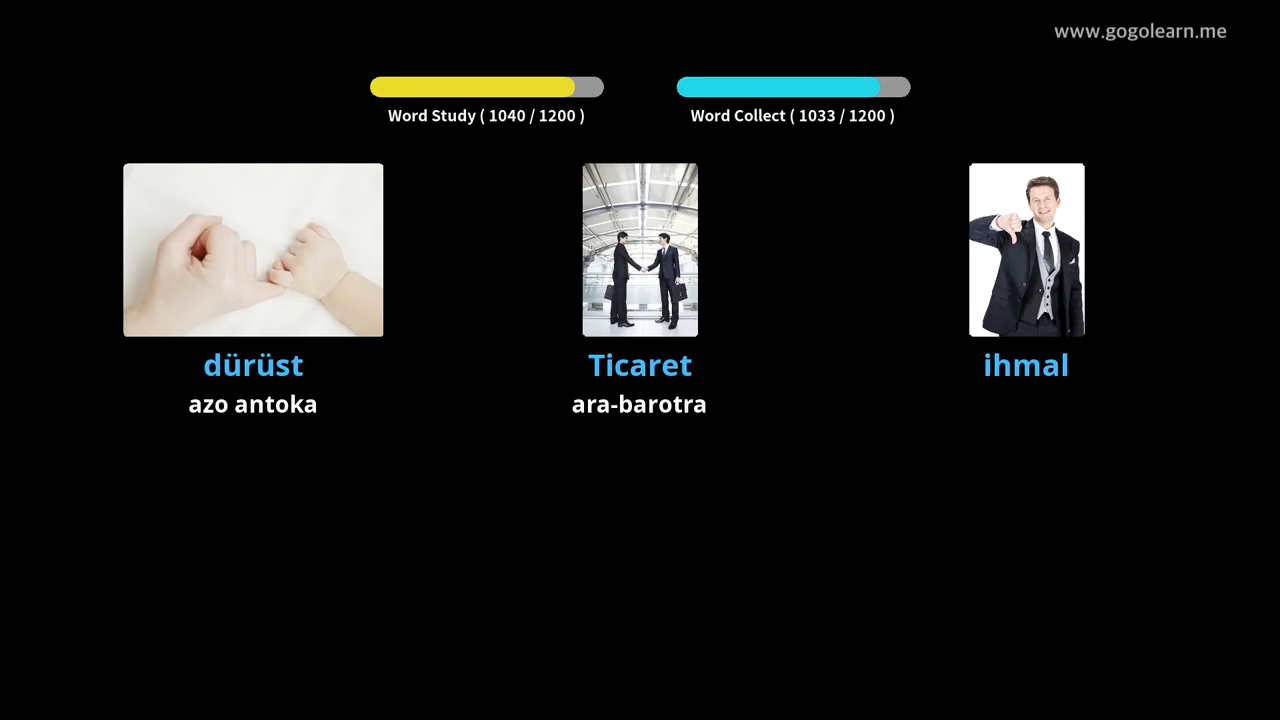 www.gogolearn.me
Word Study ( 1040 / 1200 )
Word Collect ( 1033 / 1200 )
dürüst
azo antoka
Ticaret
ara-barotra
ihmal